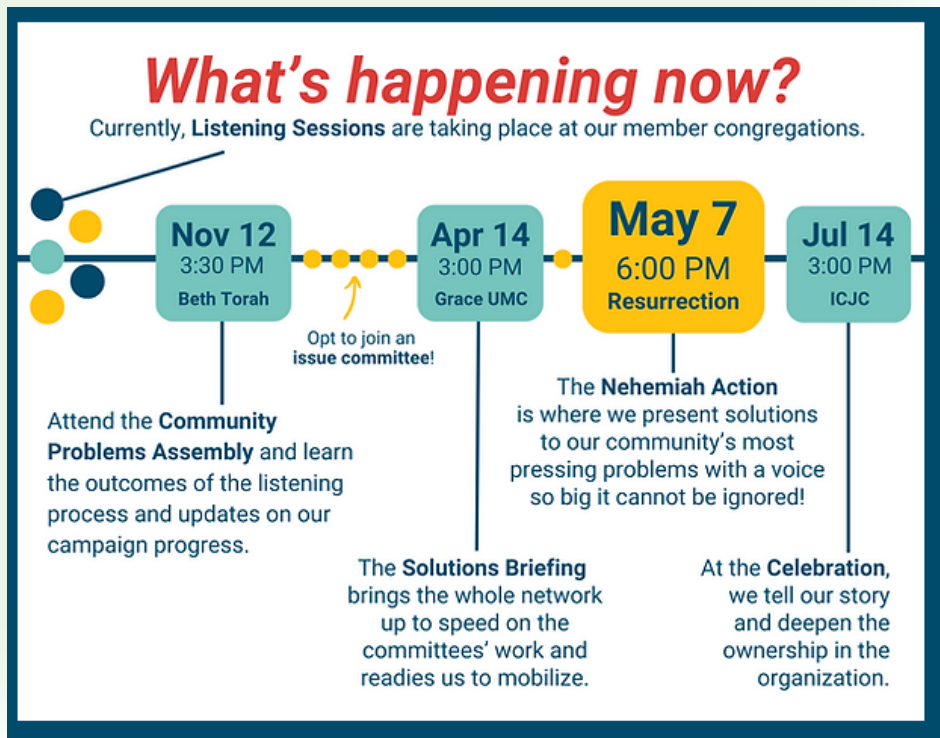 What's happening now?
Currently, Listening Sessions are taking place at our member congregations.
Nov 12
3:30 PM
Beth Torah
Opt to join an
issue committee!
Apr 14
3:00 PM
Grace UMC
May 7
6:00 PM
Resurrection
Jul 14
3:00 PM
ICJC
Attend the Community
Problems Assembly and learn
the outcomes of the listening
process and updates on our
campaign progress.
The Solutions Briefing
brings the whole network
up to speed on the
committees' work and
readies us to mobilize.
The Nehemiah Action
is where we present solutions
to our community's most
pressing problems with a voice
so big it cannot be ignored!
At the Celebration,
we tell our story
and deepen the
ownership in the
organization.